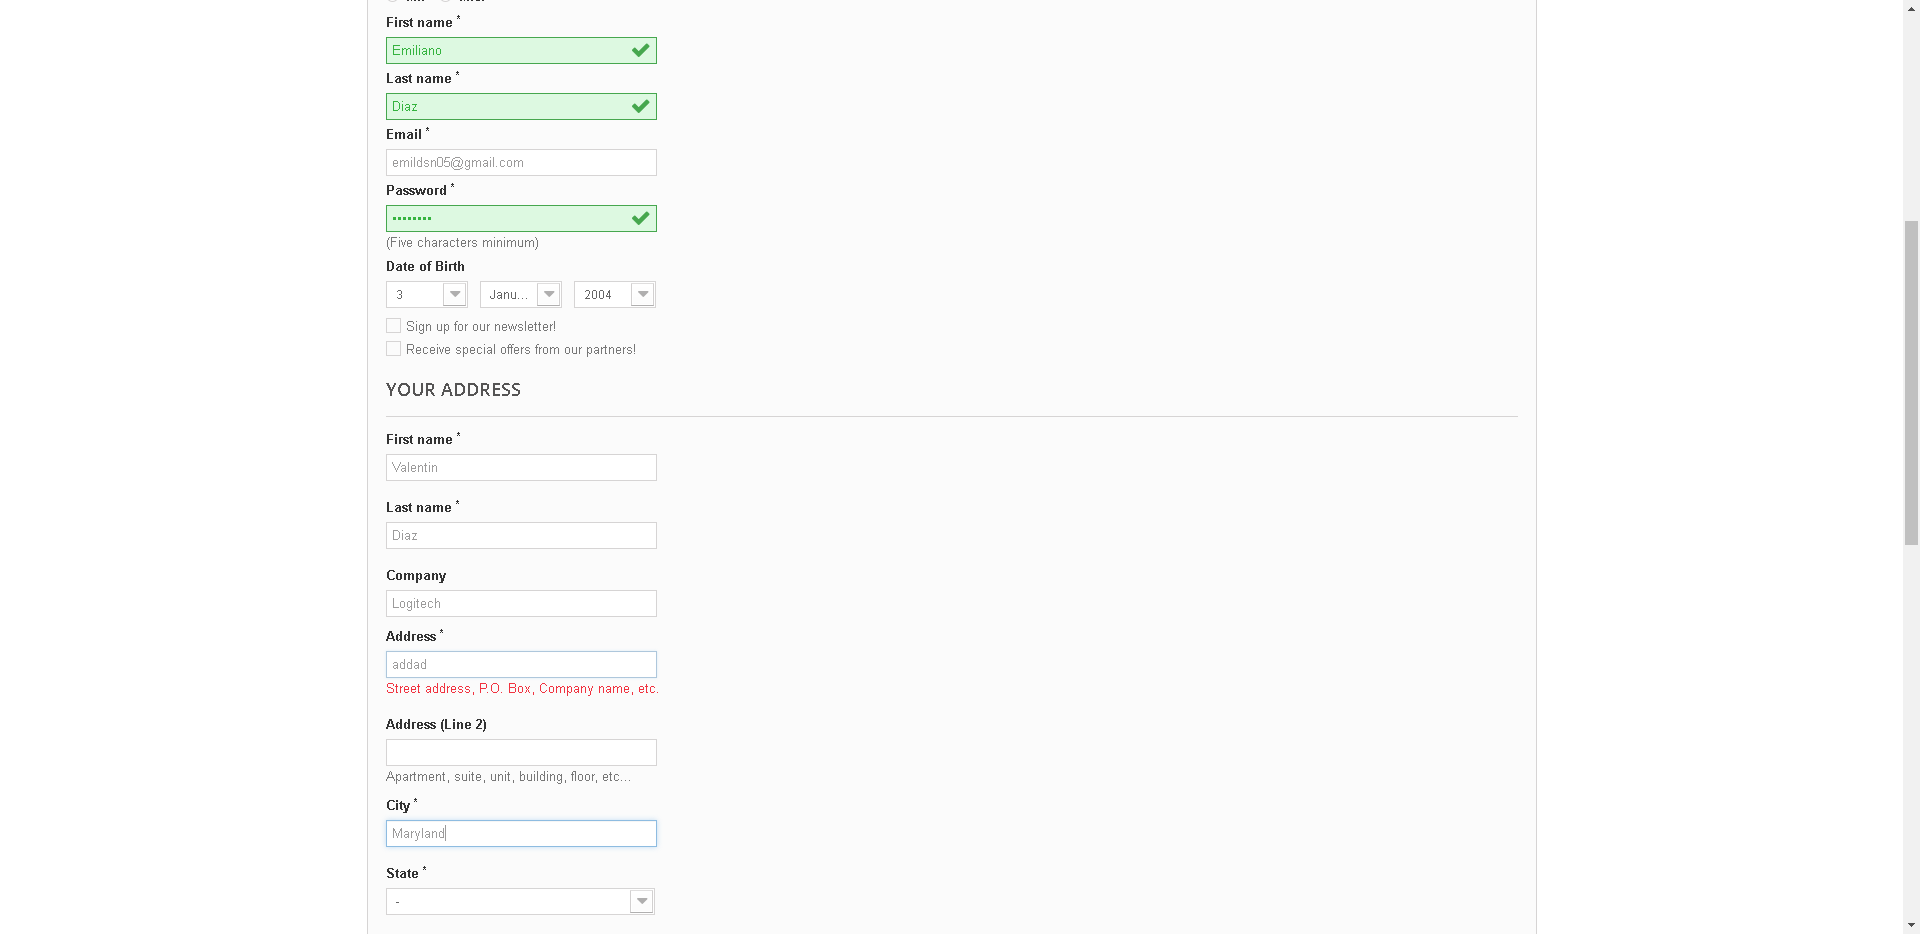 First name *
Emiliano
Last name *
Diaz
Email *
emildsn05@gmail.com
Password *
••••••••
(Five characters minimum)
Date of Birth
3 Janu... 2004
Sign up for our newsletter!
Receive special offers from our partners!
YOUR ADDRESS
First name *
Valentin
Last name *
Diaz
Company
Logitech
Address *
addad
Street address, P.O. Box, Company name, etc.
Address (Line 2)
Apartment, suite, unit, building, floor, etc...
City *
Maryland
State *
-